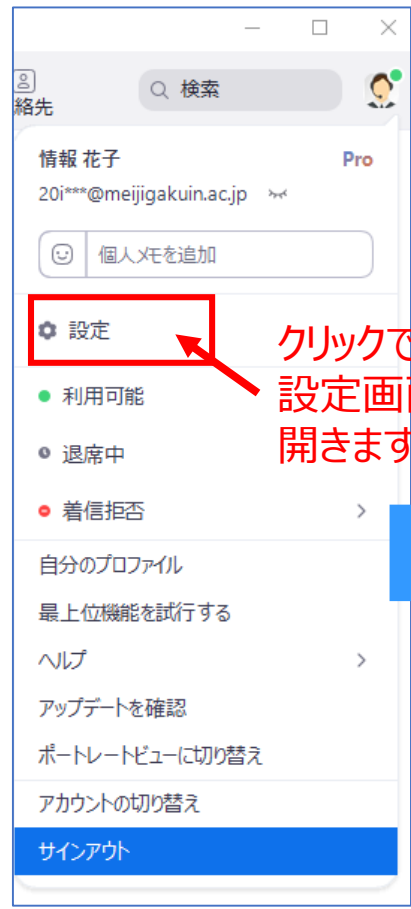 絡先
検索
情報 花子 Pro
20i***@meijigakuin.ac.jp
個人メモを追加
設定
クリックで
設定画
開きます
利用可能
退席中
着信拒否
自分のプロファイル
最上位機能を試行する
ヘルプ
アップデートを確認
ポートレートビューに切り替え
アカウントの切り替え
サインアウト